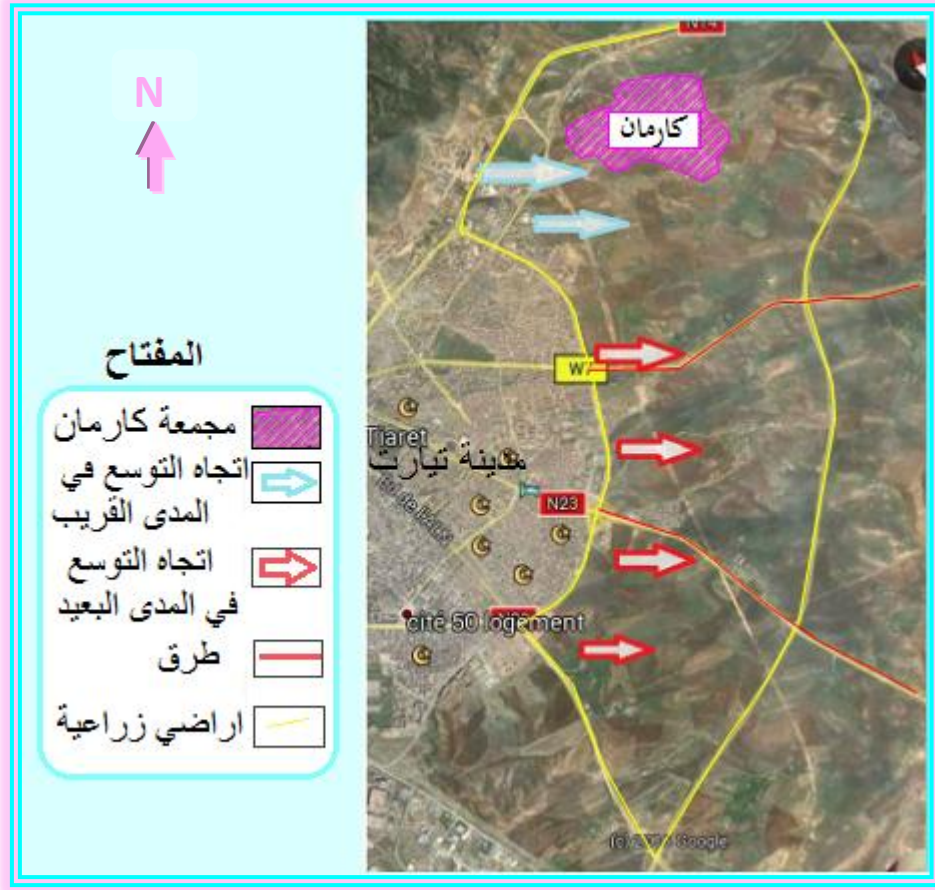 N
N14
كارمان
W7
Tiaret
مدينة تيارت
N23
cité 50 logement
(c) Google
المفتاح
مجمعة كارمان
اتجاه التوسع في
المدى القريب
اتجاه التوسع
في المدى البعيد
طرق
اراضي زراعية